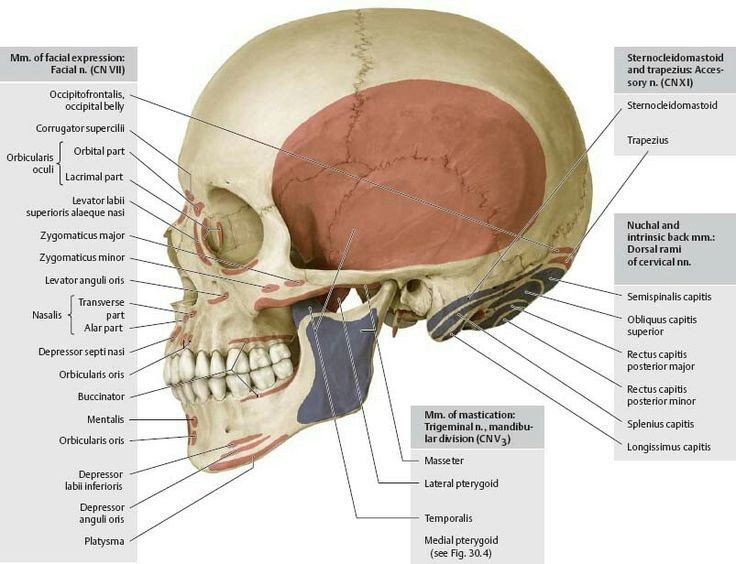 Mm. of facial expression:
Facial n. (CN VII)
Occipitofrontalis,
occipital belly
Corrugator supercilii
Orbicularis
oculi
Orbital part
Lacrimal part
Levator labii
superioris alaeque nasi
Zygomaticus major
Zygomaticus minor
Levator anguli oris
Nasalis
Transverse
part
Alar part
Depressor septi nasi
Orbicularis oris
Buccinator
Mentalis
Orbicularis oris
Depressor
labii inferioris
Depressor
anguli oris
Platysma
Mm. of mastication:
Trigeminal n., mandibu-
lar division (CN V3)
Masseter
Lateral pterygoid
Temporalis
Medial pterygoid
(see Fig. 30.4)
Sternocleidomastoid
and trapezius: Acces-
sory n. (CN XI)
Sternocleidomastoid
Trapezius
Nuchal and
intrinsic back mm.:
Dorsal rami
of cervical nn.
Semispinalis capitis
Obliquus capitis
superior
Rectus capitis
posterior major
Rectus capitis
posterior minor
Splenius capitis
Longissimus capitis